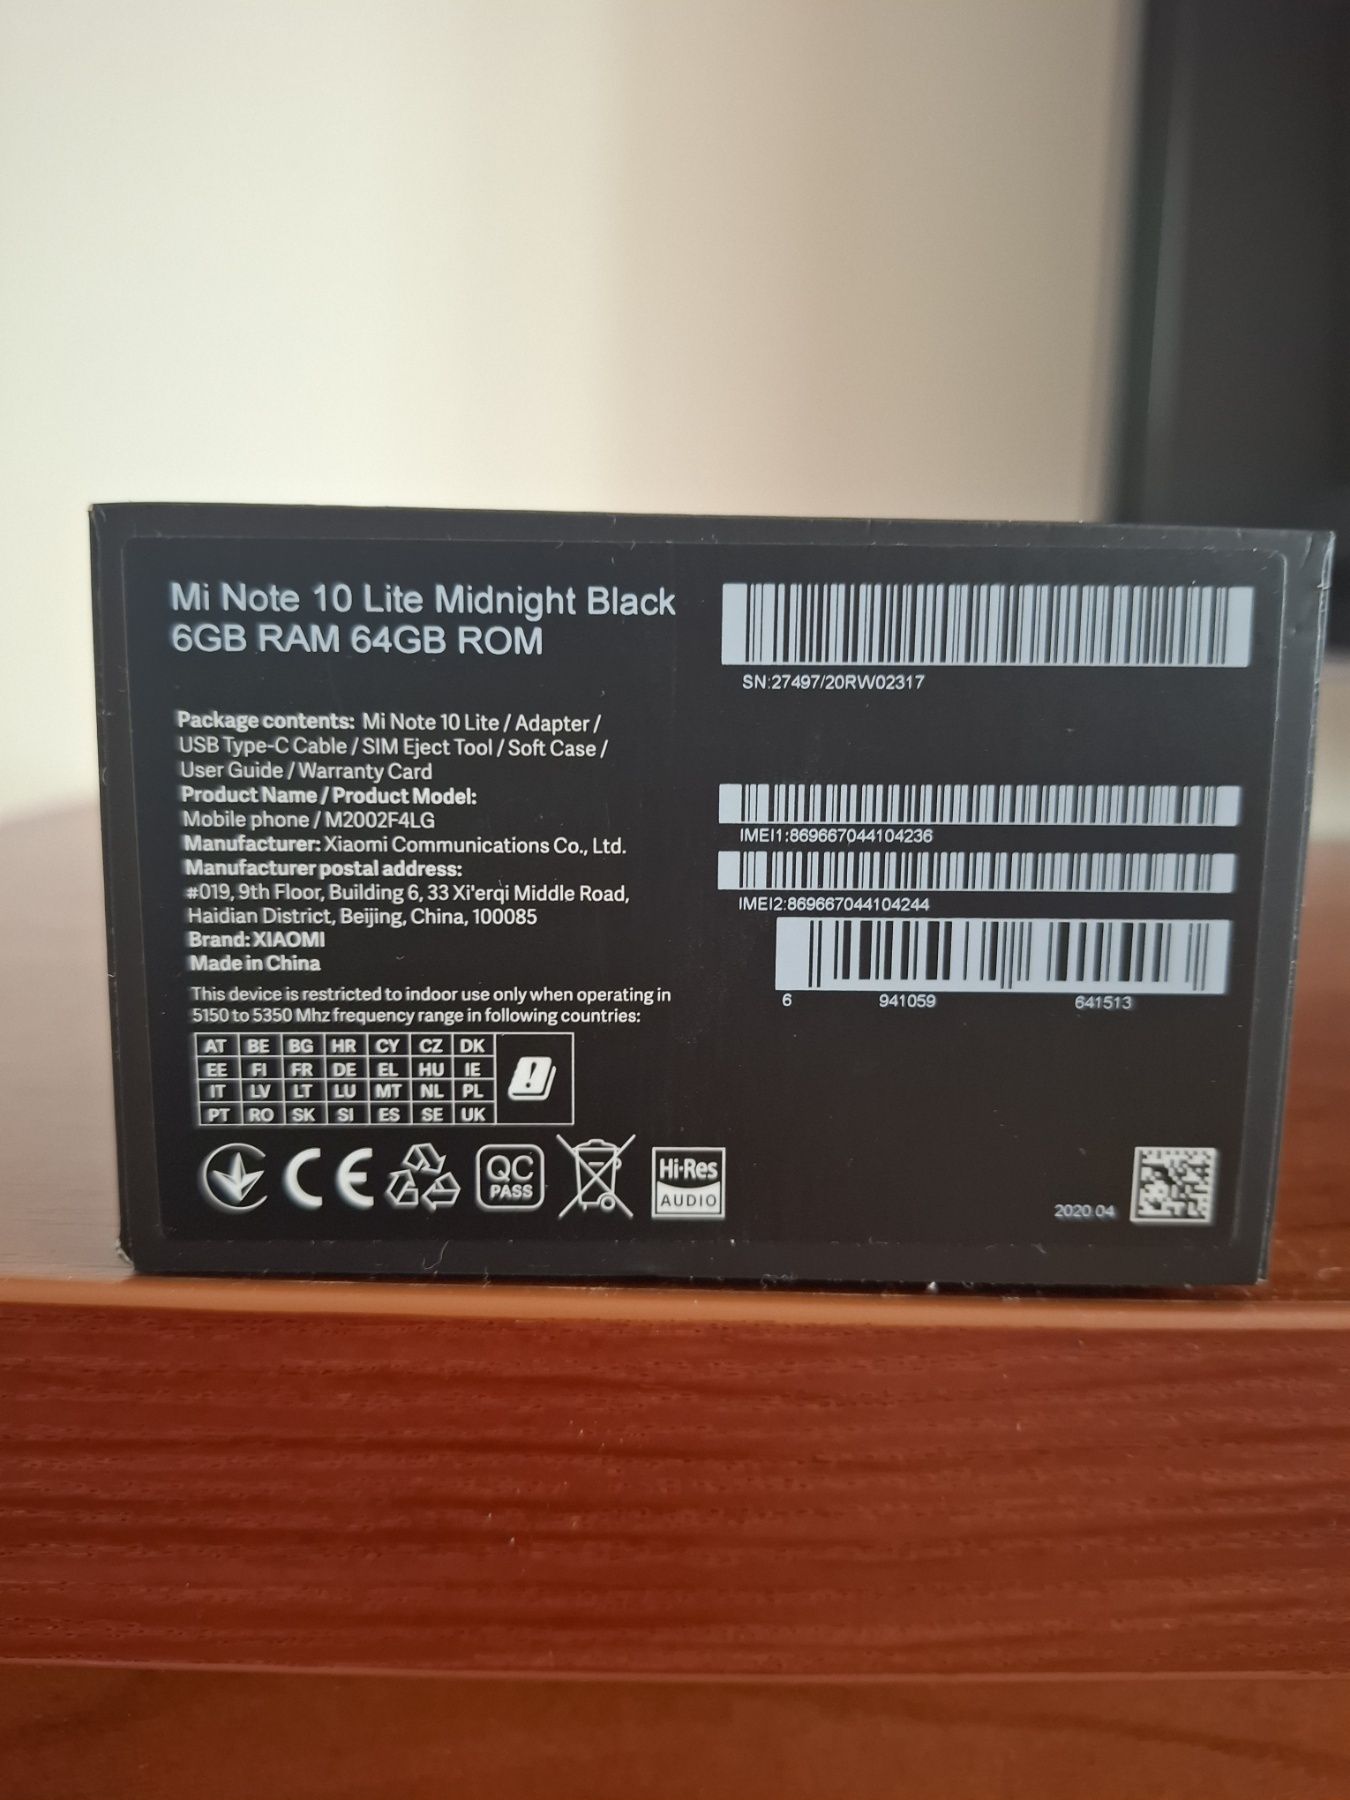 Mi Note 10 Lite Midnight Black
6GB RAM 64GB ROM
Package contents: Mi Note 10 Lite / Adapter /
USB Type-C Cable / SIM Eject Tool / Soft Case /
User Guide / Warranty Card
Product Name / Product Model:
Mobile phone / M2002F4LG
Manufacturer: Xiaomi Communications Co., Ltd.
Manufacturer postal address:
#019, 9th Floor, Building 6, 33 Xi'erqi Middle Road,
Haidian District, Beijing, China, 100085
Brand: XIAOMI
Made in China
This device is restricted to indoor use only when operating in
5150 to 5350 Mhz frequency range in following countries:
AT BE BG HR CY CZ DK
EE FI FR DE EL HU IE
IT LV LT LU MT NL PL
PT RO SK SI ES SE UK
CE
QC
PASS
Hi-Res
AUDIO
SN:27497/20RW02317
IMEI1:869667044104236
IMEI2:869667044104244
6 941059 641513
2020 04